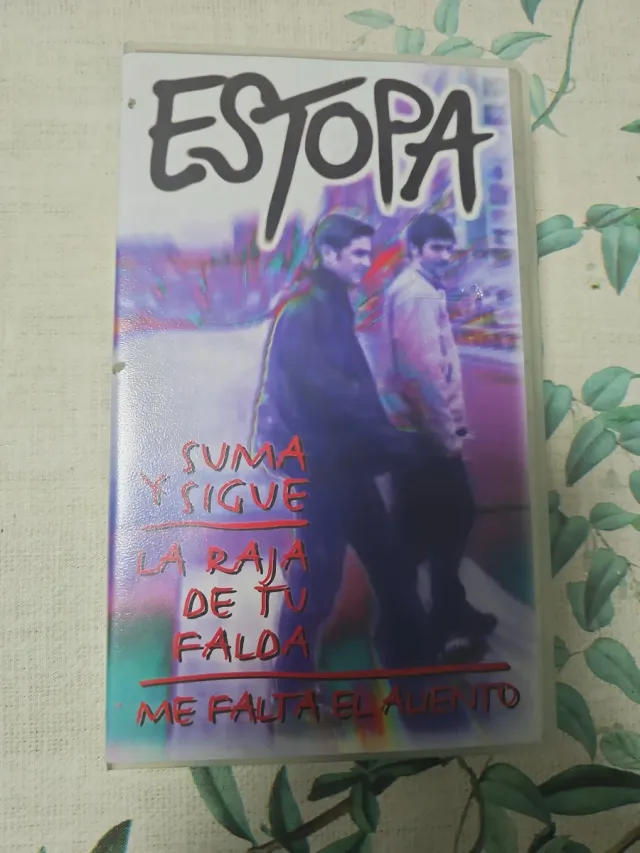 ESTOPA
SUMA
Y SIGUE
LA RAJA
DE TU
FALDA
ME FALTA EL ALIENTO